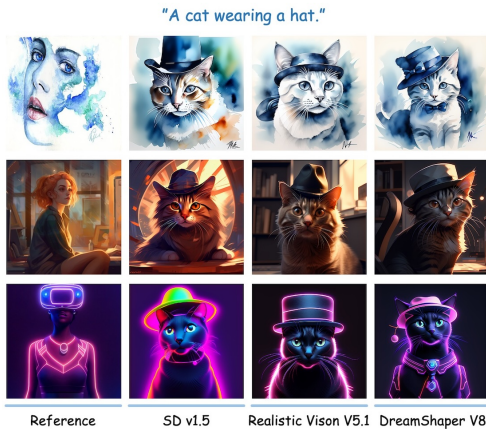 "A cat wearing a hat."
Reference
SD v1.5
Realistic Vison V5.1
DreamShaper V8